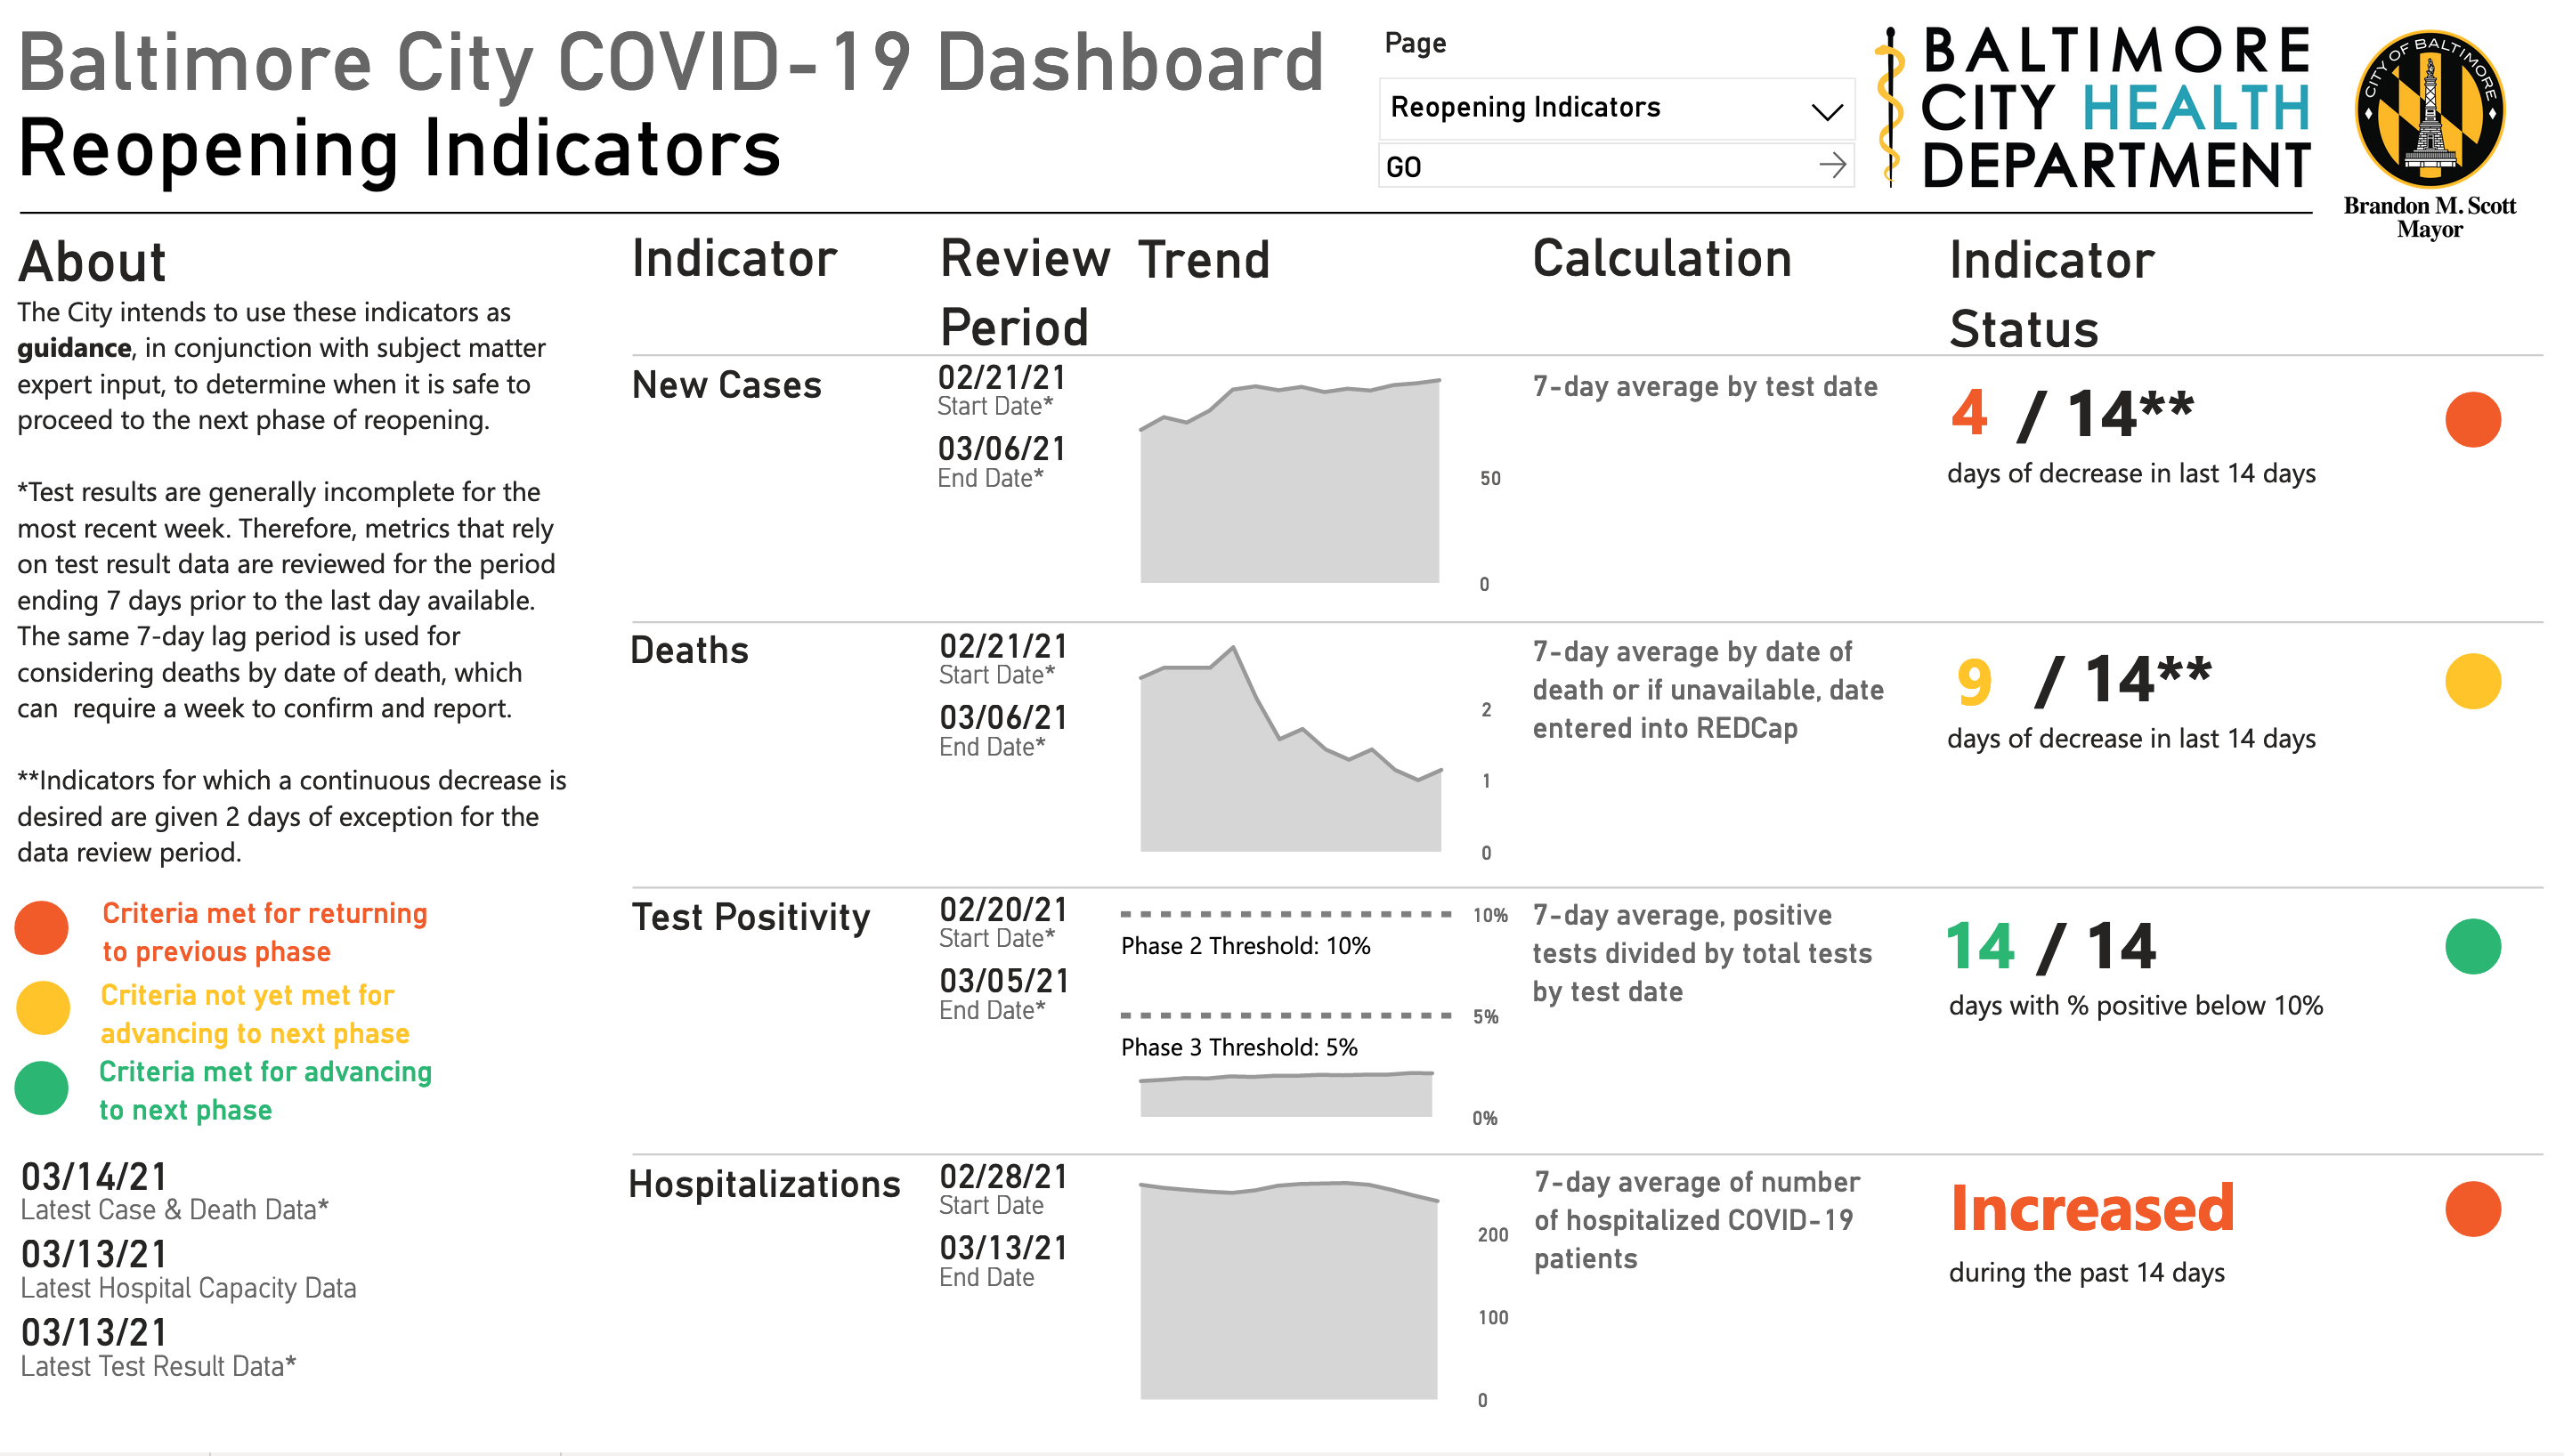 Baltimore City COVID-19 Dashboard
Reopening Indicators
Page
Reopening Indicators
GO
BALTIMORE
CITY HEALTH
DEPARTMENT
CITY OF BALTIMORE
Brandon M. Scott
Mayor
About
The City intends to use these indicators as
guidance, in conjunction with subject matter
expert input, to determine when it is safe to
proceed to the next phase of reopening.
*Test results are generally incomplete for the
most recent week. Therefore, metrics that rely
on test result data are reviewed for the period
ending 7 days prior to the last day available.
The same 7-day lag period is used for
considering deaths by date of death, which
can  require a week to confirm and report.
**Indicators for which a continuous decrease is
desired are given 2 days of exception for the
data review period.
Criteria met for returning
to previous phase
Criteria not yet met for
advancing to next phase
Criteria met for advancing
to next phase
03/14/21
Latest Case & Death Data*
03/13/21
Latest Hospital Capacity Data
03/13/21
Latest Test Result Data*
Indicator
Review
Period
Trend
Calculation
Indicator
Status
New Cases
02/21/21
Start Date*
03/06/21
End Date*
50
0
7-day average by test date
4 / 14**
days of decrease in last 14 days
Deaths
02/21/21
Start Date*
03/06/21
End Date*
2
1
0
7-day average by date of
death or if unavailable, date
entered into REDCap
9 / 14**
days of decrease in last 14 days
Test Positivity
02/20/21
Start Date*
03/05/21
End Date*
10%
Phase 2 Threshold: 10%
5%
Phase 3 Threshold: 5%
0%
7-day average, positive
tests divided by total tests
by test date
14 / 14
days with % positive below 10%
Hospitalizations
02/28/21
Start Date
03/13/21
End Date
200
100
0
7-day average of number
of hospitalized COVID-19
patients
Increased
during the past 14 days